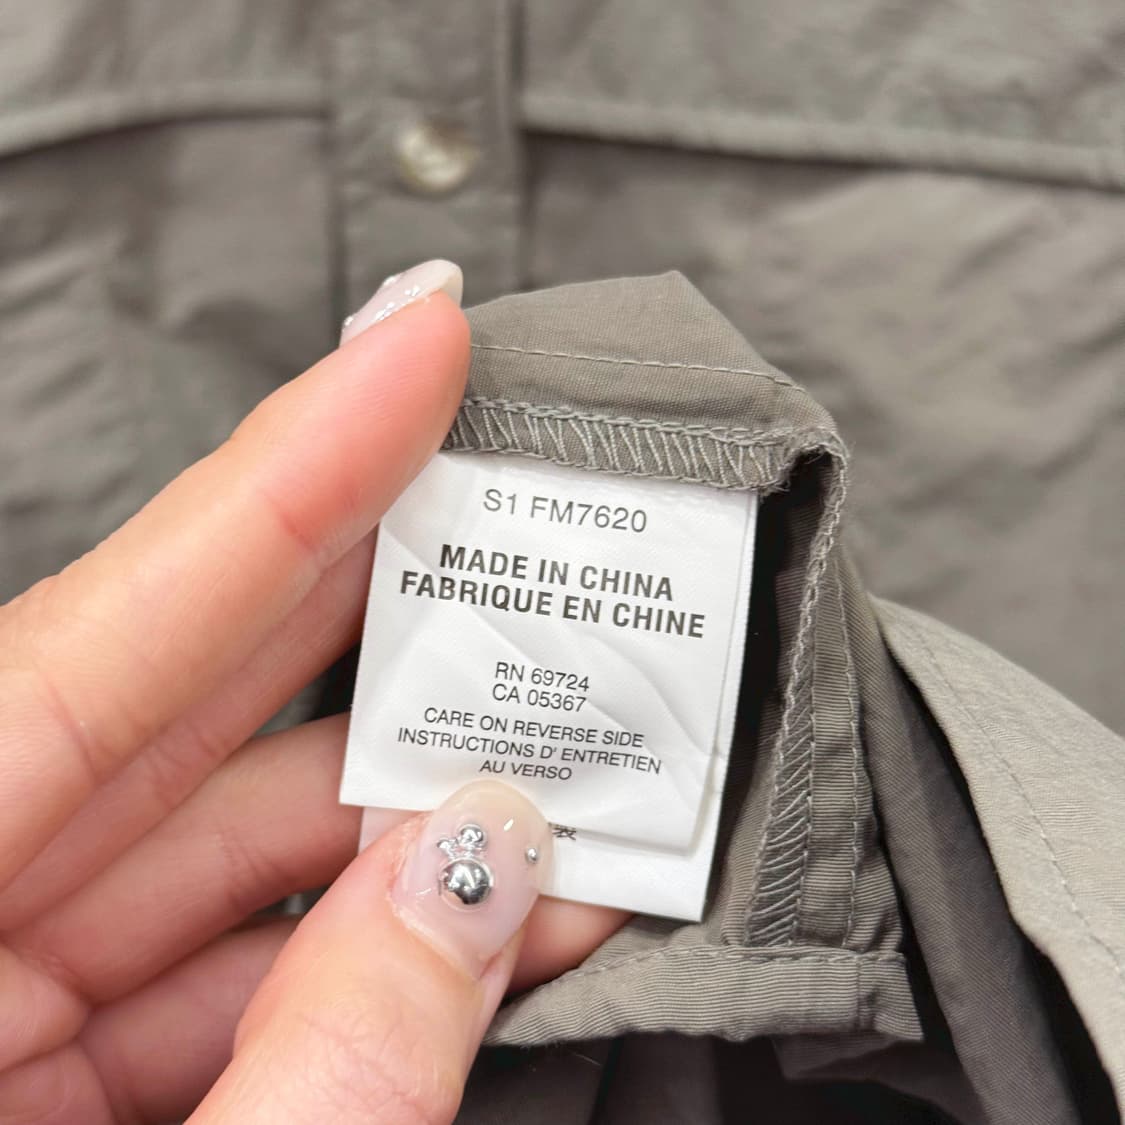 S1 FM7620
MADE IN CHINA
FABRIQUE EN CHINE
RN 69724
CA 05367
CARE ON REVERSE SIDE
INSTRUCTIONS D' ENTRETIEN
AU VERSO